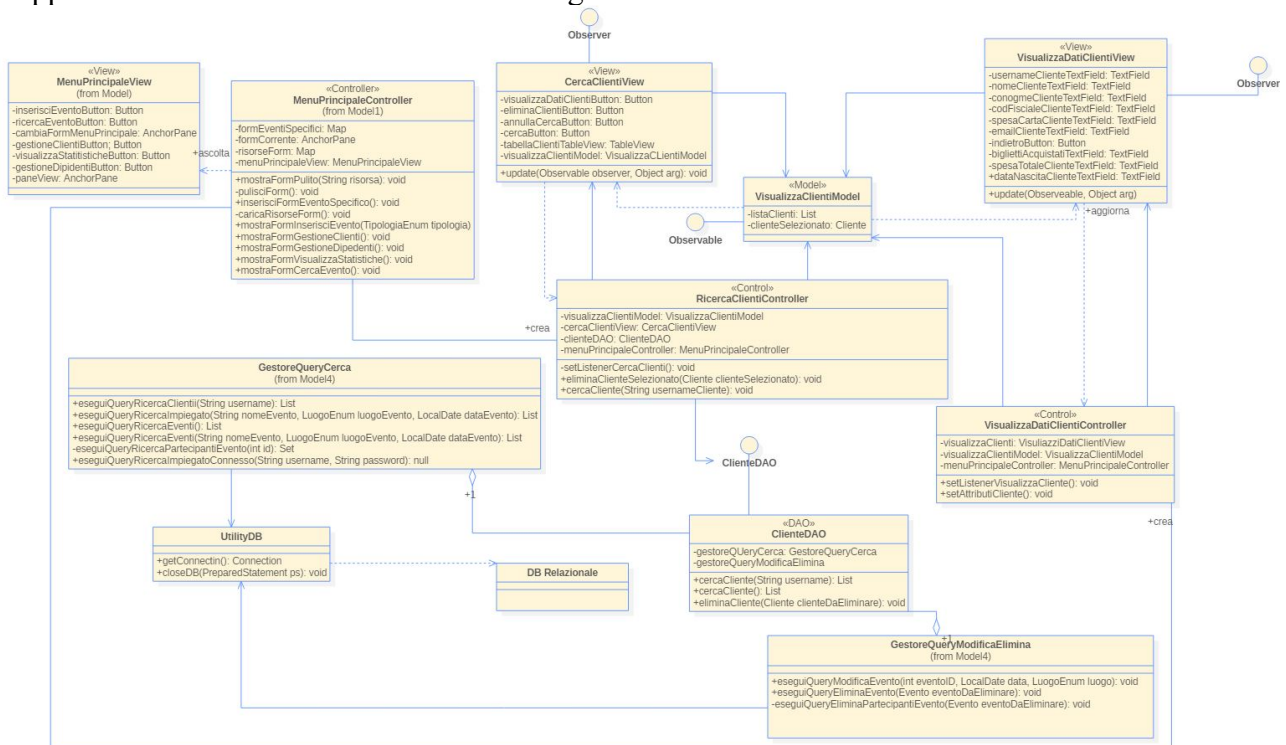 Observer
«View»
MenuPrincipaleView
(from Model)
-inserisciEventoButton: Button
-ricercaEventoButton: Button
-cambiaFormMenuPrincipale: AnchorPane
-gestioneClientiButton; Button
-visualizzaStatitisticheButton: Button
-gestioneDipidentiButton: Button
-paneView: AnchorPane
+ascolta
«Controller»
MenuPrincipaleController
(from Model1)
-formEventiSpecifici: Map
-formCorrente: AnchorPane
-risorseForm: Map
-menuPrincipaleView: MenuPrincipaleView
+mostraFormPulito(String risorsa): void
-pulisciForm(): void
+inserisciFormEventoSpecifico(): void
-caricaRisorseForm(): void
+mostraFormInserisciEvento(TipologiaEnum tipologia)
+mostraFormGestioneClienti(): void
+mostraFormGestioneDipedenti(): void
+mostraFormVisualizzaStatistiche(): void
+mostraFormCercaEvento(): void
«View»
CercaClientiView
-visualizzaDatiClientiButton: Button
-eliminaClientiButton: Button
-annullaCercaButton: Button
-cercaButton: Button
-tabellaClientiTableView: TableView
-visualizzaClientiModel: VisualizzaCLientiModel
+update(Observable observer, Object arg): void
«View»
VisualizzaDatiClientiView
-usernameClienteTextField: TextField
-nomeClienteTextField: TextField
-conogmeClienteTextField: TextField
-codFiscialeClienteTextField: TextField
-spesaCartaClienteTextField: TextField
-emailClienteTextField: TextField
-indietroButton: Button
-bigliettiAcquistatiTextField: TextField
-spesaTotaleClienteTextField: TextField
+dataNascitaClienteTextField: TextField
+update(Observeable, Object arg)
Observer
+aggiorna
«Model»
VisualizzaClientiModel
-listaClienti: List
-clienteSelezionato: Cliente
Observable
«Control»
RicercaClientiController
-visualizzaClientiModel: VisualizzaClientiModel
-cercaClientiView: CercaClientiView
-clienteDAO: ClienteDAO
-menuPrincipaleController: MenuPrincipaleController
-setListenerCercaClienti(): void
+eliminaClienteSelezionato(Cliente clienteSelezionato): void
+cercaCliente(String usernameCliente): void
+crea
GestoreQueryCerca
(from Model4)
+eseguiQueryRicercaClientii(String username): List
+eseguiQueryRicercaImpiegato(String nomeEvento, LuogoEnum luogoEvento, LocalDate dataEvento): List
+eseguiQueryRicercaEventi(): List
+eseguiQueryRicercaEventi(String nomeEvento, LuogoEnum luogoEvento, LocalDate dataEvento): List
-eseguiQueryRicercaPartecipantiEvento(int id): Set
+eseguiQueryRicercaImpiegatoConnesso(String username, String password): null
+1
«Control»
VisualizzaDatiClientiController
-visualizzaClienti: VisuliazziDatiClientiView
-visualizzaClientiModel: VisualizzaClientiModel
-menuPrincipaleController: MenuPrincipaleController
+setListenerVisualizzaCliente(): void
+setAttributiCliente(): void
+crea
ClienteDAO
«DAO»
ClienteDAO
-gestoreQUeryCerca: GestoreQueryCerca
-gestoreQueryModificaElimina
+cercaCliente(String username): List
+cercaCliente(): List
+eliminaCliente(Cliente clienteDaEliminare): void
UtilityDB
+getConnectin(): Connection
+closeDB(PreparedStatement ps): void
DB Relazionale
+1
GestoreQueryModificaElimina
(from Model4)
+eseguiQueryModificaEvento(int eventoID, LocalDate data, LuogoEnum luogo): void
+eseguiQueryEliminaEvento(Evento eventoDaEliminare): void
-eseguiQueryEliminaPartecipantiEvento(Evento eventoDaEliminare): void